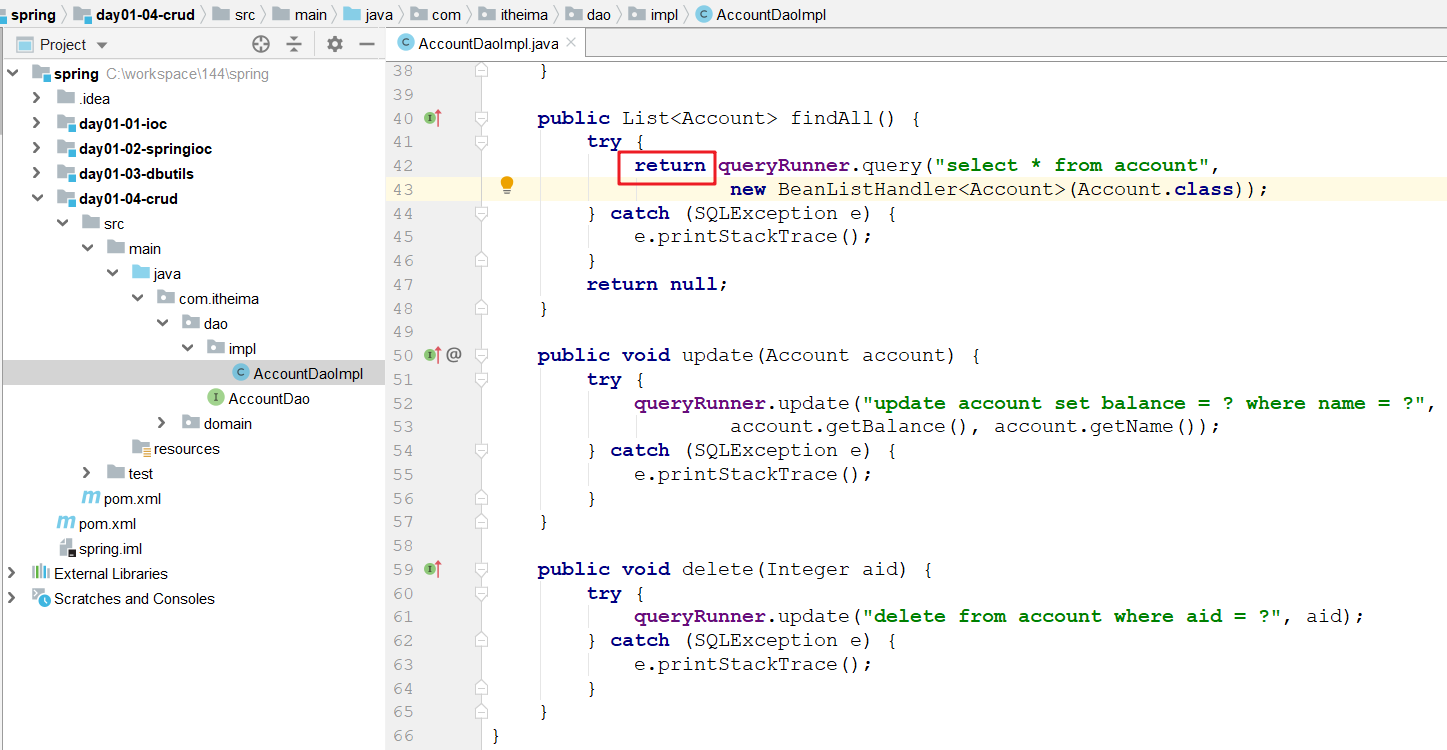 spring day01-04-crud src main java com itheima dao impl AccountDaoImpl
Project
spring C:\workspace\144\spring
.idea
day01-01-ioc
day01-02-springioc
day01-03-dbutils
day01-04-crud
src
main
java
com.itheima
dao
impl
AccountDaoImpl
AccountDao
domain
resources
test
pom.xml
pom.xml
spring.iml
External Libraries
Scratches and Consoles
AccountDaoImpl.java
38 }
39
40 public List<Account> findAll() {
41 try {
42 return queryRunner.query("select * from account",
43 new BeanListHandler<Account>(Account.class));
44 } catch (SQLException e) {
45 e.printStackTrace();
46 }
47 return null;
48 }
49
50 @ public void update(Account account) {
51 try {
52 queryRunner.update("update account set balance = ? where name = ?",
53 account.getBalance(), account.getName());
54 } catch (SQLException e) {
55 e.printStackTrace();
56 }
57 }
58
59 public void delete(Integer aid) {
60 try {
61 queryRunner.update("delete from account where aid = ?", aid);
62 } catch (SQLException e) {
63 e.printStackTrace();
64 }
65 }
66 }